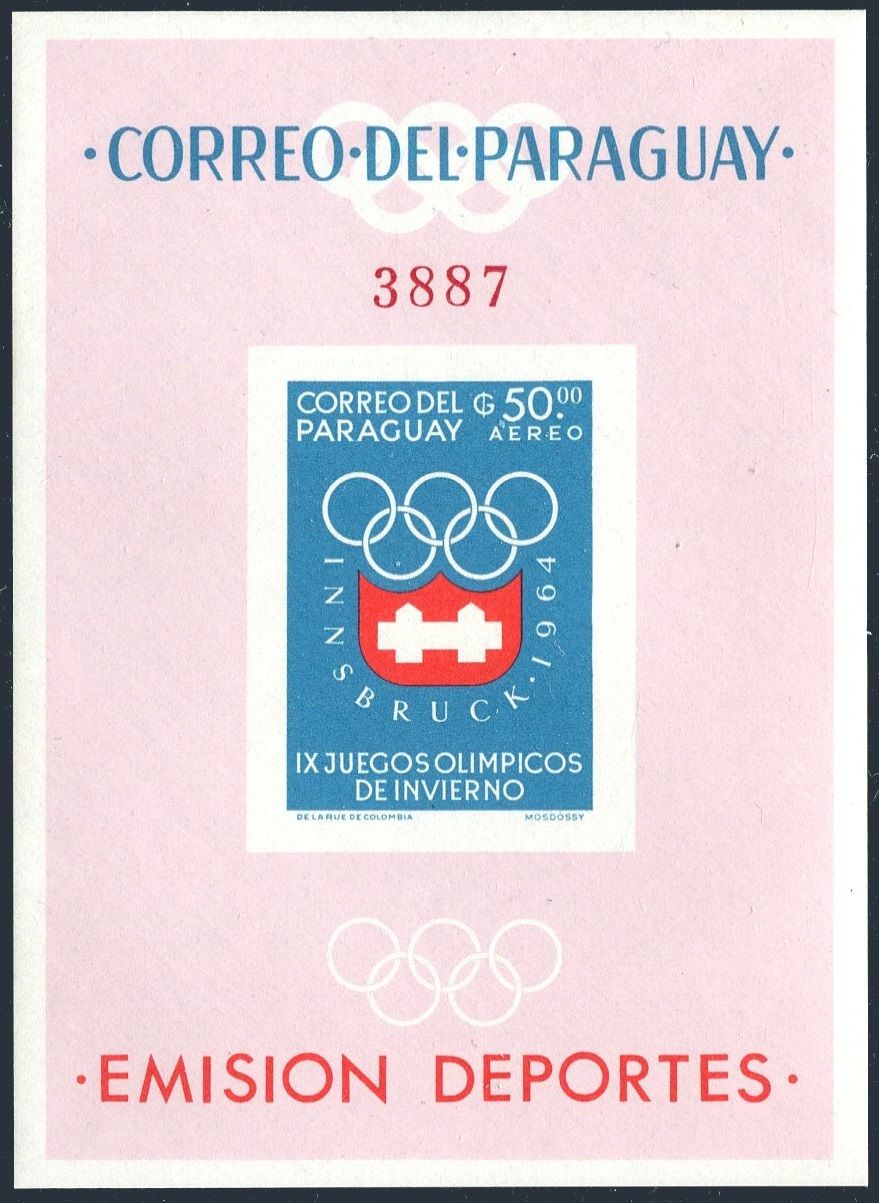 ·CORREO·DEL·PARAGUAY·
3887
CORREO DEL ₲ 50.00
PARAGUAY AEREO
INNSBRUCK·1964
IX JUEGOS OLIMPICOS
DE INVIERNO
DE LA RUE DE COLOMBIA MOSDÓSSY
·EMISION DEPORTES·